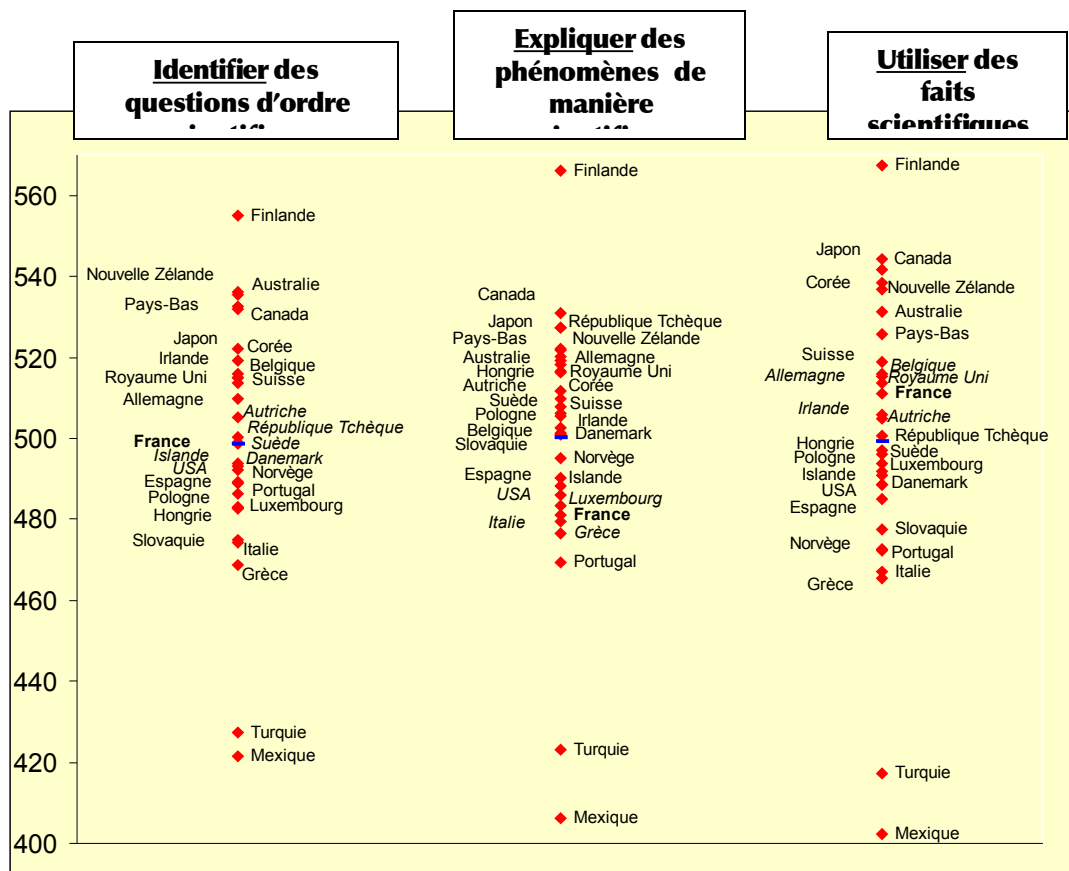 Identifier des
questions d'ordre
Expliquer des
phénomènes de
manière
Utiliser des
faits
scientifiques
560
540
520
500
480
460
440
420
400
Finlande
Nouvelle Zélande
Australie
Pays-Bas
Canada
Japon
Corée
Irlande
Belgique
Royaume Uni
Suisse
Allemagne
Autriche
République Tchèque
France
Suède
Islande
Danemark
USA
Norvège
Espagne
Portugal
Pologne
Luxembourg
Hongrie
Slovaquie
Italie
Grèce
Turquie
Mexique
Finlande
Canada
Japon
République Tchèque
Pays-Bas
Nouvelle Zélande
Australie
Allemagne
Hongrie
Royaume Uni
Autriche
Corée
Suède
Suisse
Pologne
Irlande
Belgique
Danemark
Slovaquie
Norvège
Espagne
Islande
USA
Luxembourg
France
Italie
Grèce
Portugal
Turquie
Mexique
Finlande
Japon
Canada
Corée
Nouvelle Zélande
Australie
Pays-Bas
Suisse
Belgique
Allemagne
Royaume Uni
France
Irlande
Autriche
République Tchèque
Hongrie
Suède
Pologne
Luxembourg
Islande
Danemark
USA
Espagne
Slovaquie
Norvège
Portugal
Italie
Grèce
Turquie
Mexique